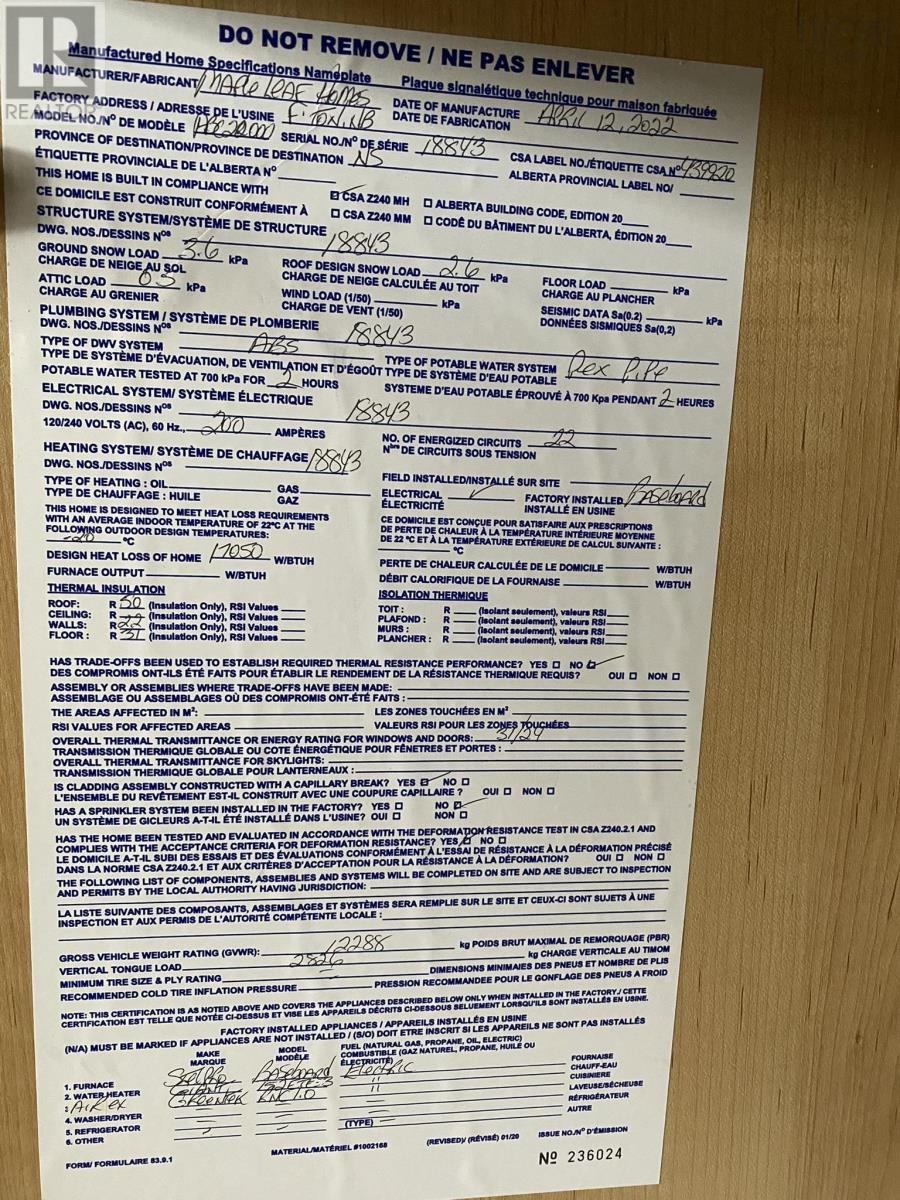 REALTOR
DO NOT REMOVE / NE PAS ENLEVER
Manufactured Home Specifications Nameplate Plaque signalétique technique pour maison fabriquée
MANUFACTURER/FABRICANT MAPLE LEAF HOMES DATE OF MANUFACTURE APRIL 12, 2022
DATE DE FABRICATION
FACTORY ADDRESS / ADRESSE DE L'USINE F'TON, NB
MODEL NO./Nº DE MODÈLE 20,000 SERIAL NO./Nº DE SÉRIE 18843 CSA LABEL NO./ÉTIQUETTE CSA Nº 439920
PROVINCE OF DESTINATION/PROVINCE DE DESTINATION NS ALBERTA PROVINCIAL LABEL NO/
ÉTIQUETTE PROVINCIALE DE L'ALBERTA Nº
THIS HOME IS BUILT IN COMPLIANCE WITH ☑ CSA Z240 MH ☐ ALBERTA BUILDING CODE, EDITION 20
CE DOMICILE EST CONSTRUIT CONFORMÉMENT À ☐ CSA Z240 MM ☐ CODÉ DU BÂTIMENT DU L'ALBERTA, ÉDITION 20
STRUCTURE SYSTEM/SYSTÈME DE STRUCTURE
DWG. NOS./DESSINS Nos 18843
GROUND SNOW LOAD 3.6 kPa ROOF DESIGN SNOW LOAD 2.6 kPa FLOOR LOAD kPa
CHARGE DE NEIGE AU SOL CHARGE DE NEIGE CALCULÉE AU TOIT CHARGE AU PLANCHER
ATTIC LOAD 0.5 kPa WIND LOAD (1/50) kPa SEISMIC DATA Sa(0.2) kPa
CHARGE AU GRENIER CHARGE DE VENT (1/50) DONNÉES SISMIQUES Sa(0,2)
PLUMBING SYSTEM / SYSTÈME DE PLOMBERIE
DWG. NOS./DESSINS Nos 18843
TYPE OF DWV SYSTEM ABS TYPE OF POTABLE WATER SYSTEM Pex Pipe
TYPE DE SYSTÈME D'ÉVACUATION, DE VENTILATION ET D'ÉGOÛT TYPE DE SYSTÈME D'EAU POTABLE
POTABLE WATER TESTED AT 700 kPa FOR 2 HOURS SYSTEME D'EAU POTABLE ÉPROUVÉ À 700 Kpa PENDANT 2 HEURES
ELECTRICAL SYSTEM/ SYSTÈME ÉLECTRIQUE
DWG. NOS./DESSINS Nos 18843
120/240 VOLTS (AC), 60 Hz., 200 AMPÈRES NO. OF ENERGIZED CIRCUITS 22
Nbre DE CIRCUITS SOUS TENSION
HEATING SYSTEM/ SYSTÈME DE CHAUFFAGE 18843
DWG. NOS./DESSINS Nos FIELD INSTALLED/INSTALLÉ SUR SITE
TYPE OF HEATING : OIL GAS ELECTRICAL ✓ FACTORY INSTALLED Baseboard
TYPE DE CHAUFFAGE : HUILE GAZ ÉLECTRICITÉ INSTALLÉ EN USINE
THIS HOME IS DESIGNED TO MEET HEAT LOSS REQUIREMENTS CE DOMICILE EST CONÇUE POUR SATISFAIRE AUX PRESCRIPTIONS
WITH AN AVERAGE INDOOR TEMPERATURE OF 22ºC AT THE DE PERTE DE CHALEUR À LA TEMPÉRATURE INTÉRIEURE MOYENNE
FOLLOWING OUTDOOR DESIGN TEMPERATURES: DE 22 ºC ET À LA TEMPÉRATURE EXTÉRIEURE DE CALCUL SUIVANTE :
-20 ºC ºC
DESIGN HEAT LOSS OF HOME 17050 W/BTUH PERTE DE CHALEUR CALCULÉE DE LE DOMICILE W/BTUH
FURNACE OUTPUT W/BTUH DÉBIT CALORIFIQUE DE LA FOURNAISE W/BTUH
THERMAL INSULATION ISOLATION THERMIQUE
ROOF: R 50 (Insulation Only), RSI Values TOIT : R (Isolant seulement), valeurs RSI
CEILING: R (Insulation Only), RSI Values PLAFOND : R (Isolant seulement), valeurs RSI
WALLS: R 22 (Insulation Only), RSI Values MURS : R (Isolant seulement), valeurs RSI
FLOOR : R 31 (Insulation Only), RSI Values PLANCHER : R (Isolant seulement), valeurs RSI
HAS TRADE-OFFS BEEN USED TO ESTABLISH REQUIRED THERMAL RESISTANCE PERFORMANCE? YES ☐ NO ☑
DES COMPROMIS ONT-ILS ÉTÉ FAITS POUR ÉTABLIR LE RENDEMENT DE LA RÉSISTANCE THERMIQUE REQUIS? OUI ☐ NON ☐
ASSEMBLY OR ASSEMBLIES WHERE TRADE-OFFS HAVE BEEN MADE:
ASSEMBLAGE OU ASSEMBLAGES OÙ DES COMPROMIS ONT-ÉTÉ FAITS :
THE AREAS AFFECTED IN M²: LES ZONES TOUCHÉES EN M²
RSI VALUES FOR AFFECTED AREAS VALEURS RSI POUR LES ZONES TOUCHÉES
OVERALL THERMAL TRANSMITTANCE OR ENERGY RATING FOR WINDOWS AND DOORS: 31/24
TRANSMISSION THERMIQUE GLOBALE OU COTE ÉNERGÉTIQUE POUR FÊNETRES ET PORTES :
OVERALL THERMAL TRANSMITTANCE FOR SKYLIGHTS:
TRANSMISSION THERMIQUE GLOBALE POUR LANTERNEAUX :
IS CLADDING ASSEMBLY CONSTRUCTED WITH A CAPILLARY BREAK? YES ☑ NO ☐
L'ENSEMBLE DU REVÊTEMENT EST-IL CONSTRUIT AVEC UNE COUPURE CAPILLAIRE ? OUI ☐ NON ☐
HAS A SPRINKLER SYSTEM BEEN INSTALLED IN THE FACTORY? YES ☐ NO ☑
UN SYSTÈME DE GICLEURS A-T-IL ÉTÉ INSTALLÉ DANS L'USINE? OUI ☐ NON ☐
HAS THE HOME BEEN TESTED AND EVALUATED IN ACCORDANCE WITH THE DEFORMATION RESISTANCE TEST IN CSA Z240.2.1 AND
COMPLIES WITH THE ACCEPTANCE CRITERIA FOR DEFORMATION RESISTANCE? YES ☑ NO ☐
LE DOMICILE A-T-IL SUBI DES ESSAIS ET DES ÉVALUATIONS CONFORMÉMENT À L'ESSAI DE RÉSISTANCE À LA DÉFORMATION PRÉCISÉ
DANS LA NORME CSA Z240.2.1 ET AUX CRITÈRES D'ACCEPTATION POUR LA RÉSISTANCE À LA DÉFORMATION? OUI ☐ NON ☐
THE FOLLOWING LIST OF COMPONENTS, ASSEMBLIES AND SYSTEMS WILL BE COMPLETED ON SITE AND ARE SUBJECT TO INSPECTION
AND PERMITS BY THE LOCAL AUTHORITY HAVING JURISDICTION:
LA LISTE SUIVANTE DES COMPOSANTS, ASSEMBLAGES ET SYSTÈMES SERA REMPLIE SUR LE SITE ET CEUX-CI SONT SUJETS À UNE
INSPECTION ET AUX PERMIS DE L'AUTORITÉ COMPÉTENTE LOCALE :
GROSS VEHICLE WEIGHT RATING (GVWR): 12288 kg POIDS BRUT MAXIMAL DE REMORQUAGE (PBR)
VERTICAL TONGUE LOAD 2826 kg CHARGE VERTICALE AU TIMOM
MINIMUM TIRE SIZE & PLY RATING DIMENSIONS MINIMAIES DES PNEUS ET NOMBRE DE PLIS
RECOMMENDED COLD TIRE INFLATION PRESSURE PRESSION RECOMMANDÉE POUR LE GONFLAGE DES PNEUS A FROID
NOTE: THIS CERTIFICATION IS AS NOTED ABOVE AND COVERS THE APPLIANCES DESCRIBED BELOW ONLY WHEN INSTALLED IN THE FACTORY./ CETTE
CERTIFICATION EST TELLE QUE NOTÉE CI-DESSUS ET VISE LES APPAREILS DÉCRITS CI-DESSOUS SELUEMENT LORSQU'ILS SONT INSTALLÉS EN USINE.
FACTORY INSTALLED APPLIANCES / APPAREILS INSTALLÉS EN USINE
(N/A) MUST BE MARKED IF APPLIANCES ARE NOT INSTALLED / (S/O) DOIT ETRE INSCRIT SI LES APPAREILS NE SONT PAS INSTALLÉS
MAKE MODEL FUEL (NATURAL GAS, PROPANE, OIL, ELECTRIC)
MARQUE MODÈLE COMBUSTIBLE (GAZ NATUREL, PROPANE, HUILE OU ÉLECTRICITÉ)
1. FURNACE Stelpro Baseboard Electric FOURNAISE
2. WATER HEATER GIANT " CHAUFF-EAU
3. Air ex Greentek " CUISINIERE
4. WASHER/DRYER LAVEUSE/SÉCHEUSE
5. REFRIGERATOR RÉFRIGÉRATEUR
6. OTHER (TYPE) AUTRE
FORM/ FORMULAIRE 83.9.1 MATERIAL/MATÉRIEL #1002168 (REVISED)/ (RÉVISÉ) 01/20 ISSUE NO./Nº D'ÉMISSION
Nº 236024